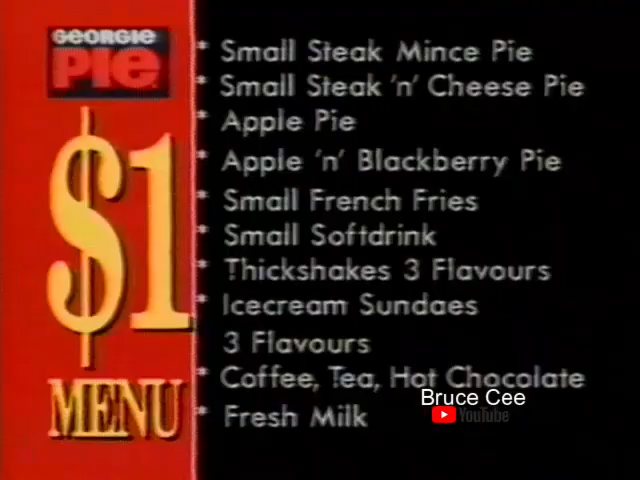 GEORGIE
PIE
$1
MENU
* Small Steak Mince Pie
* Small Steak 'n' Cheese Pie
* Apple Pie
* Apple 'n' Blackberry Pie
* Small French Fries
* Small Softdrink
* Thickshakes 3 Flavours
* Icecream Sundaes
3 Flavours
* Coffee, Tea, Hot Chocolate
* Fresh Milk
Bruce Cee
YouTube